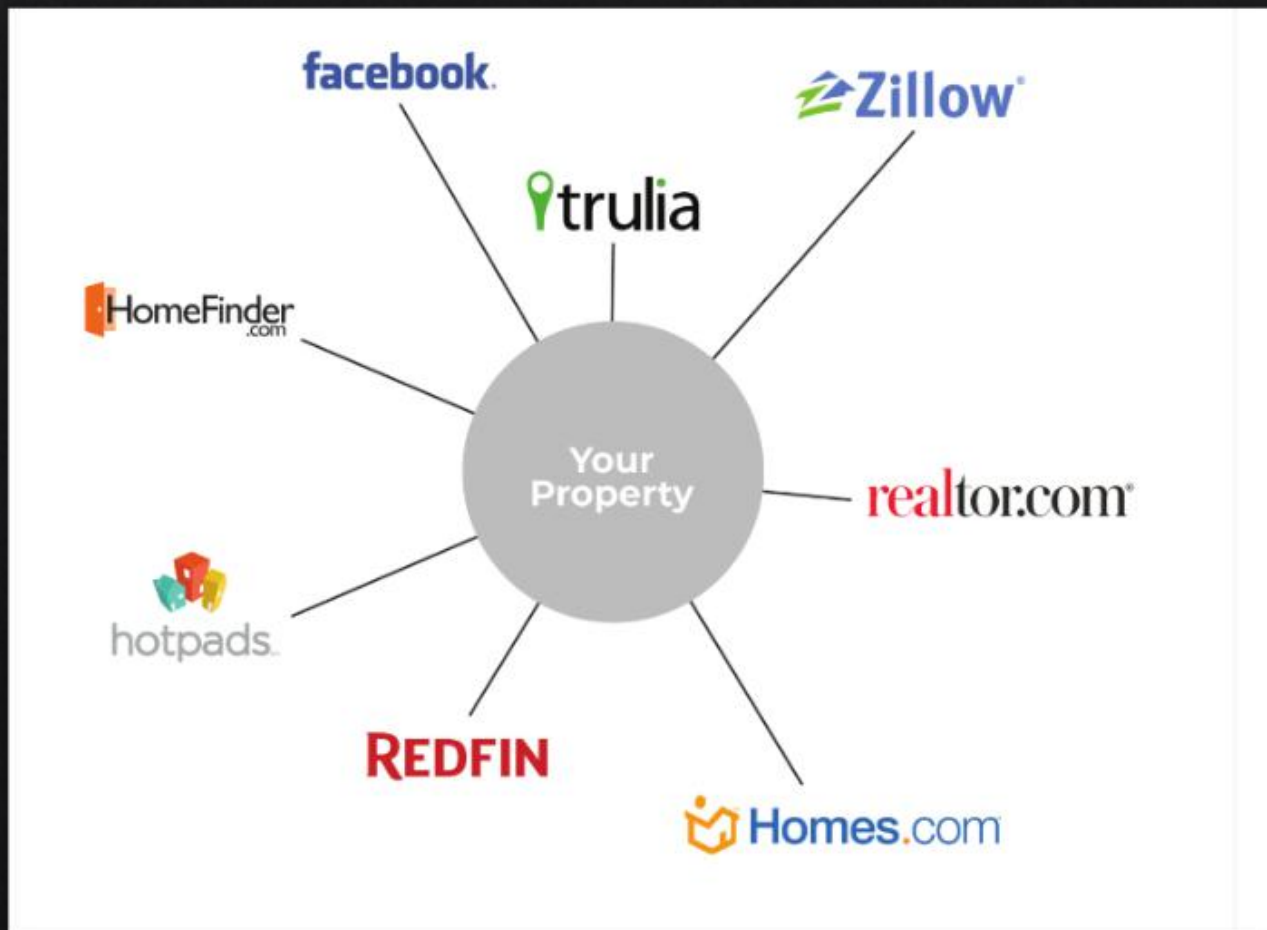 facebook.
Zillow®
trulia
HomeFinder
.com
Your
Property
realtor.com®
hotpads
REDFIN
Homes.com